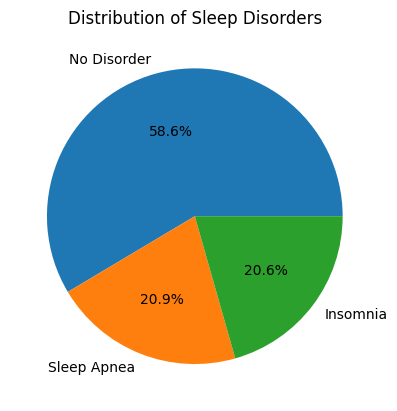 Distribution of Sleep Disorders
No Disorder
58.6%
20.6%
20.9%
Insomnia
Sleep Apnea